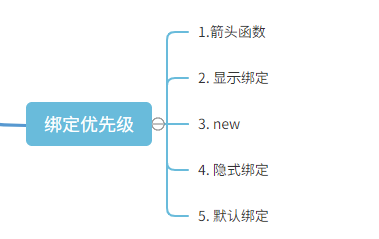 绑定优先级
1.箭头函数
2. 显示绑定
3. new
4. 隐式绑定
5. 默认绑定